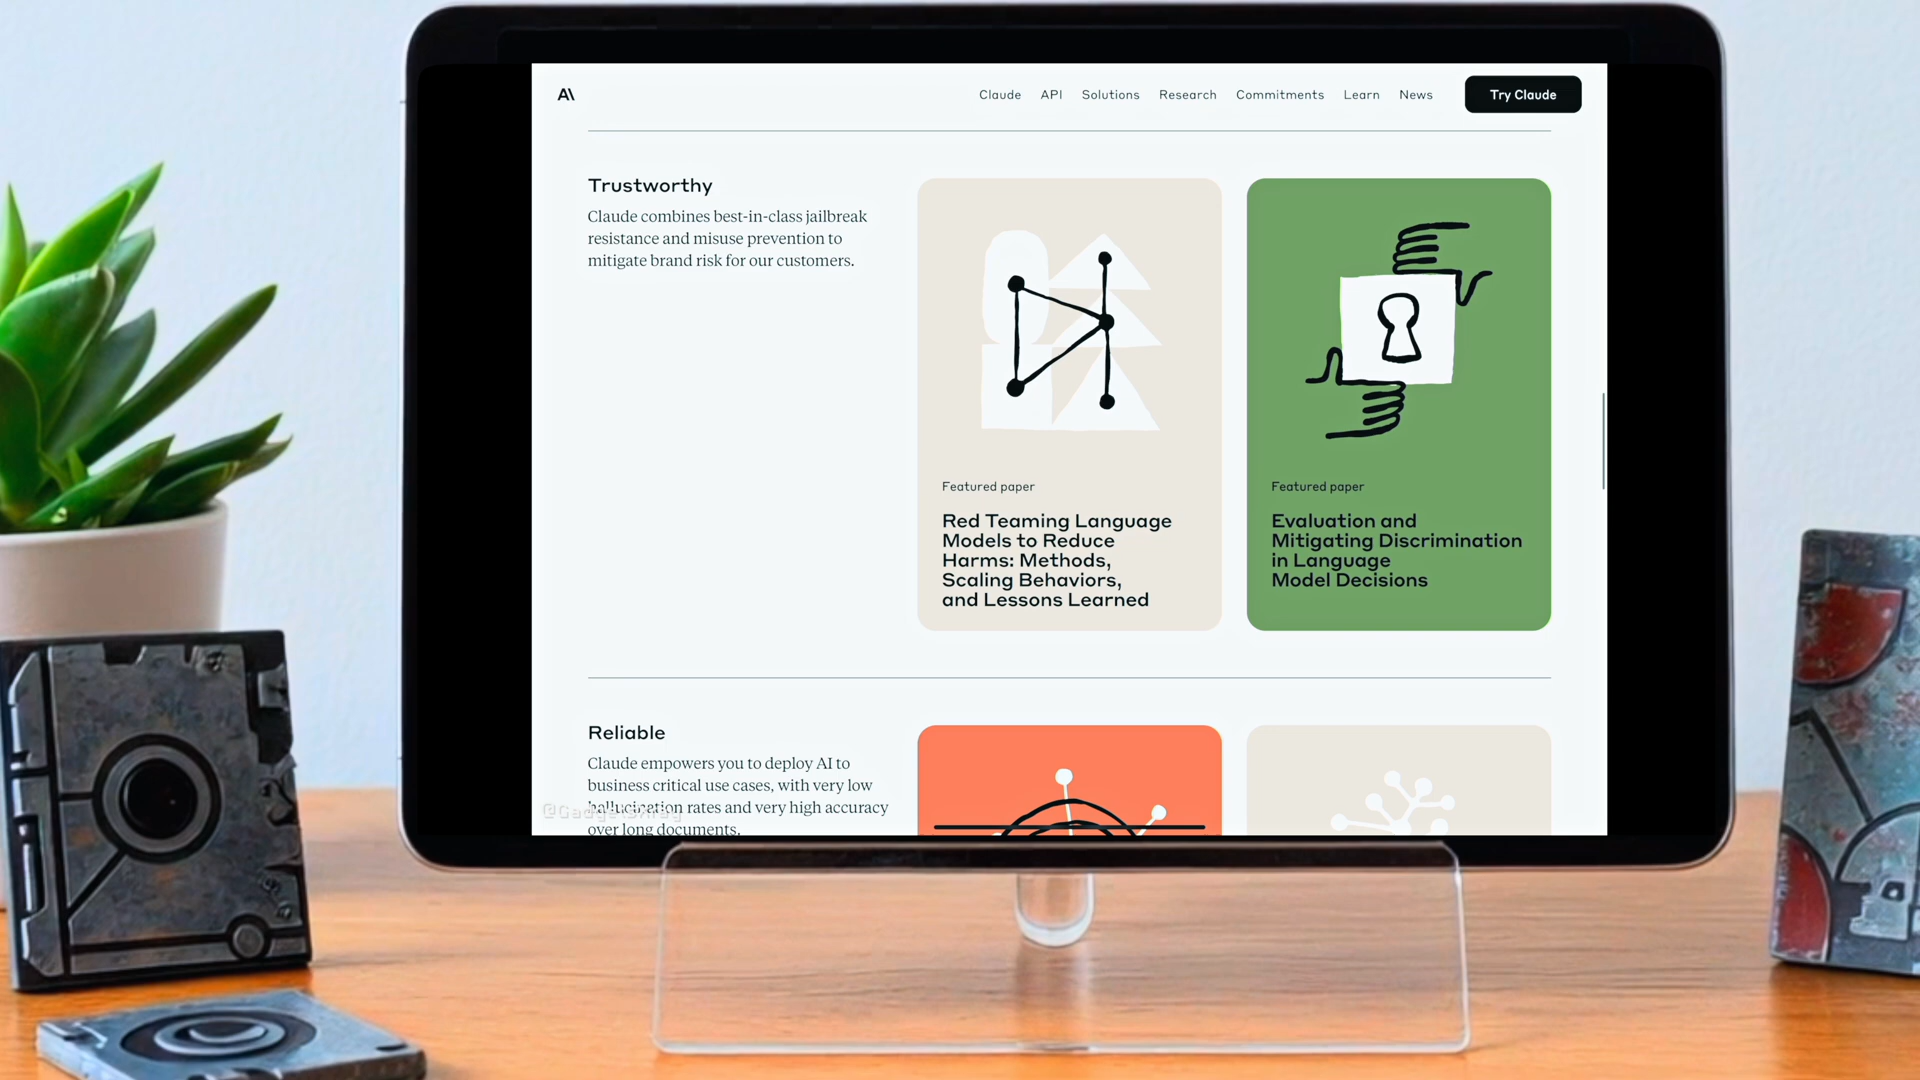 A\
Claude API Solutions Research Commitments Learn News Try Claude
Trustworthy
Claude combines best-in-class jailbreak
resistance and misuse prevention to
mitigate brand risk for our customers.
Featured paper
Red Teaming Language
Models to Reduce
Harms: Methods,
Scaling Behaviors,
and Lessons Learned
Featured paper
Evaluation and
Mitigating Discrimination
in Language
Model Decisions
Reliable
Claude empowers you to deploy AI to
business critical use cases, with very low
hallucination rates and very high accuracy
over long documents.
@GadgetsXray